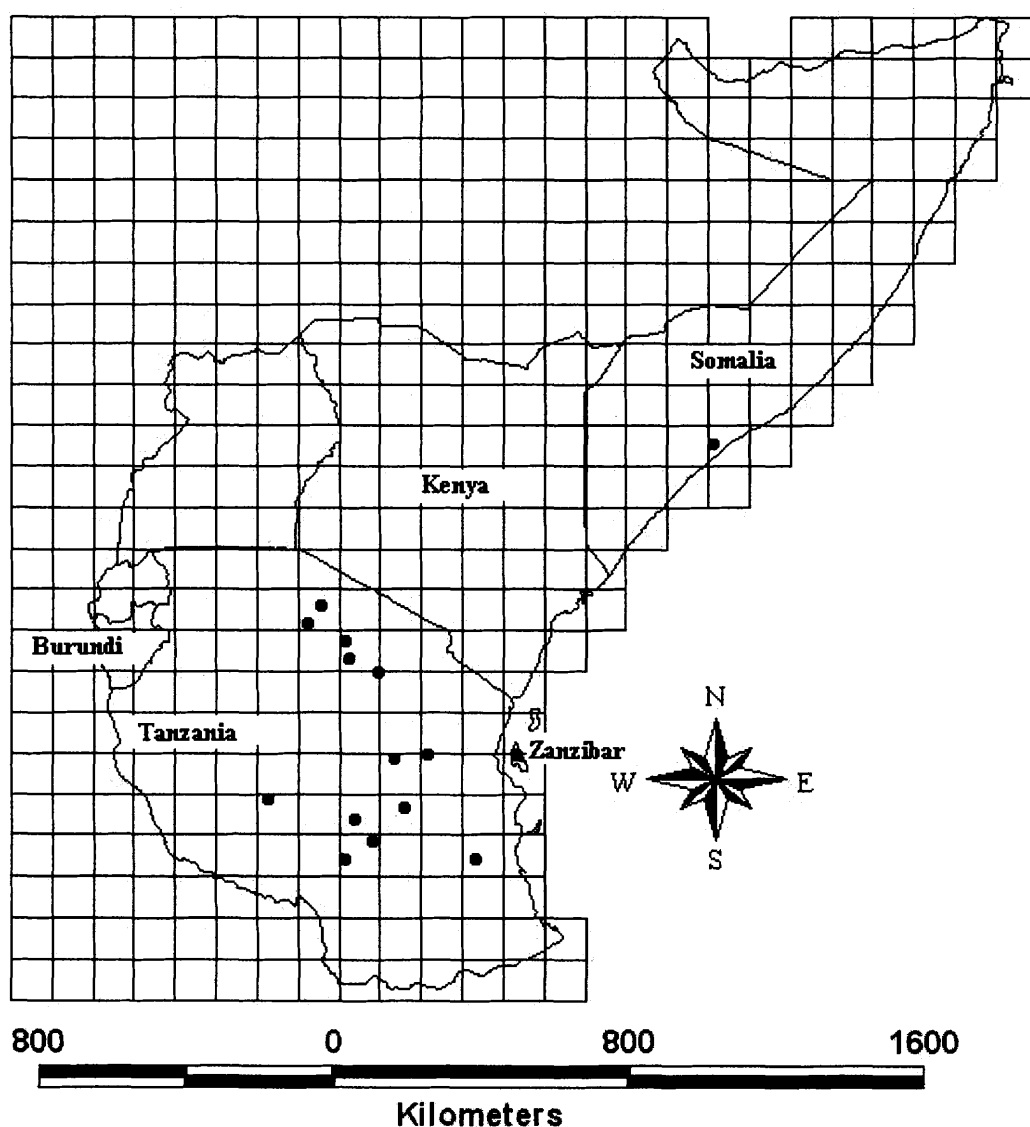 Somalia
Kenya
Burundi
Tanzania
Zanzibar
N
W E
S
800 0 800 1600
Kilometers